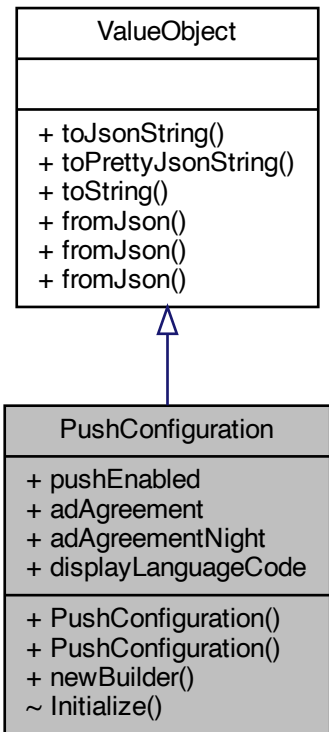 ValueObject
+ toJsonString()
+ toPrettyJsonString()
+ toString()
+ fromJson()
+ fromJson()
+ fromJson()
PushConfiguration
+ pushEnabled
+ adAgreement
+ adAgreementNight
+ displayLanguageCode
+ PushConfiguration()
+ PushConfiguration()
+ newBuilder()
~ Initialize()